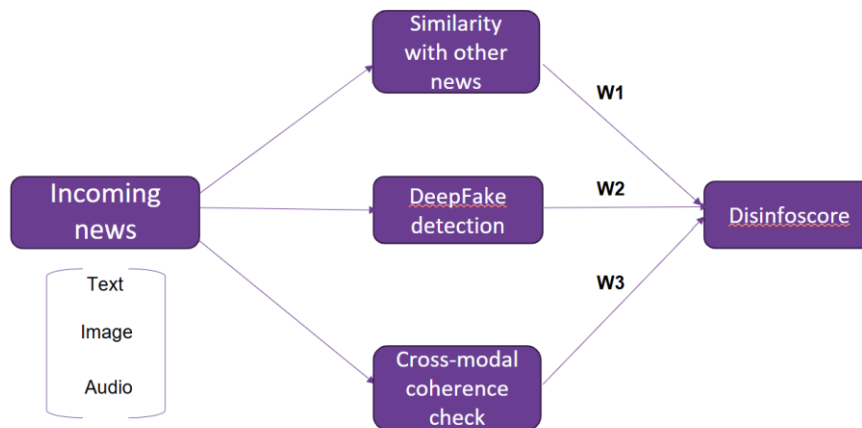 Similarity
with other
news
W1
Incoming
news
DeepFake
detection
W2
Disinfoscore
Text
Image
Audio
W3
Cross-modal
coherence
check